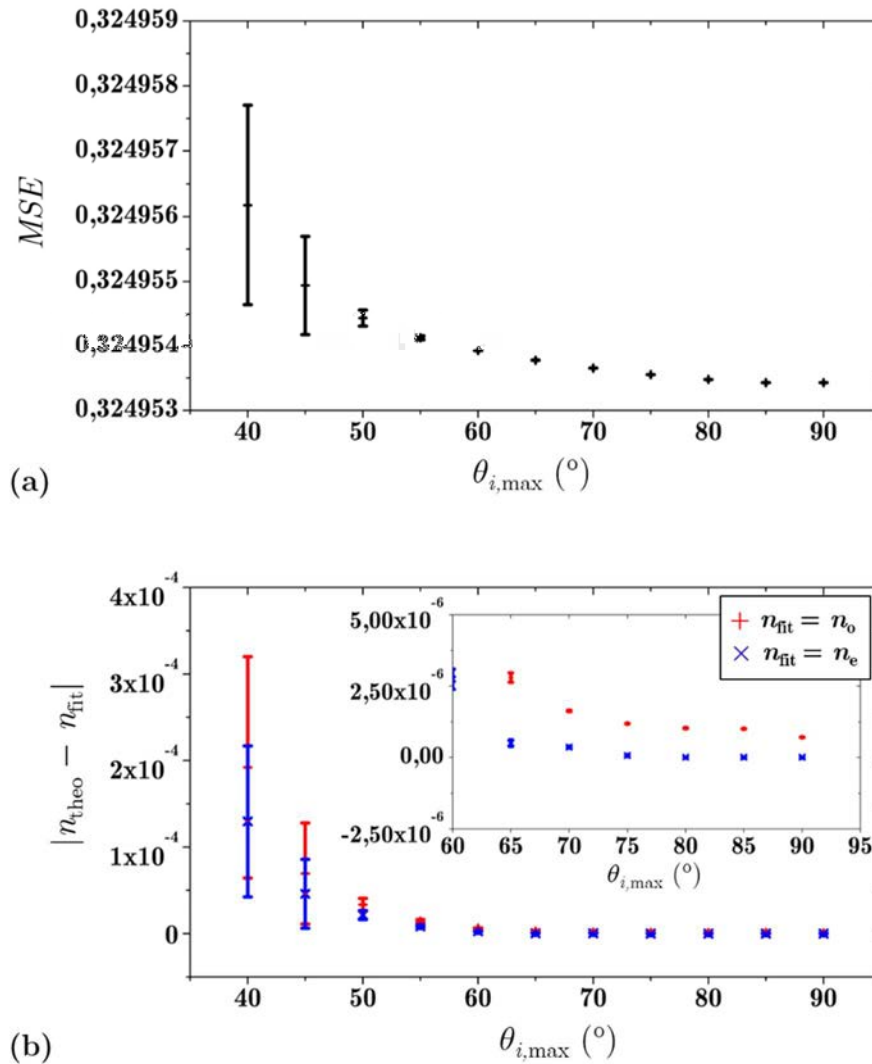 0,324959
0,324958
0,324957
0,324956
0,324955
0,324954
0,324953
MSE
40 50 60 70 80 90
θi,max (°)
(a)
4x10-4
3x10-4
2x10-4
1x10-4
0
|ntheo − nfit|
5,00x10-6
2,50x10-6
0,00
-2,50x10-6
60 65 70 75 80 85 90 95
θi,max (°)
nfit = no
nfit = ne
40 50 60 70 80 90
θi,max (°)
(b)